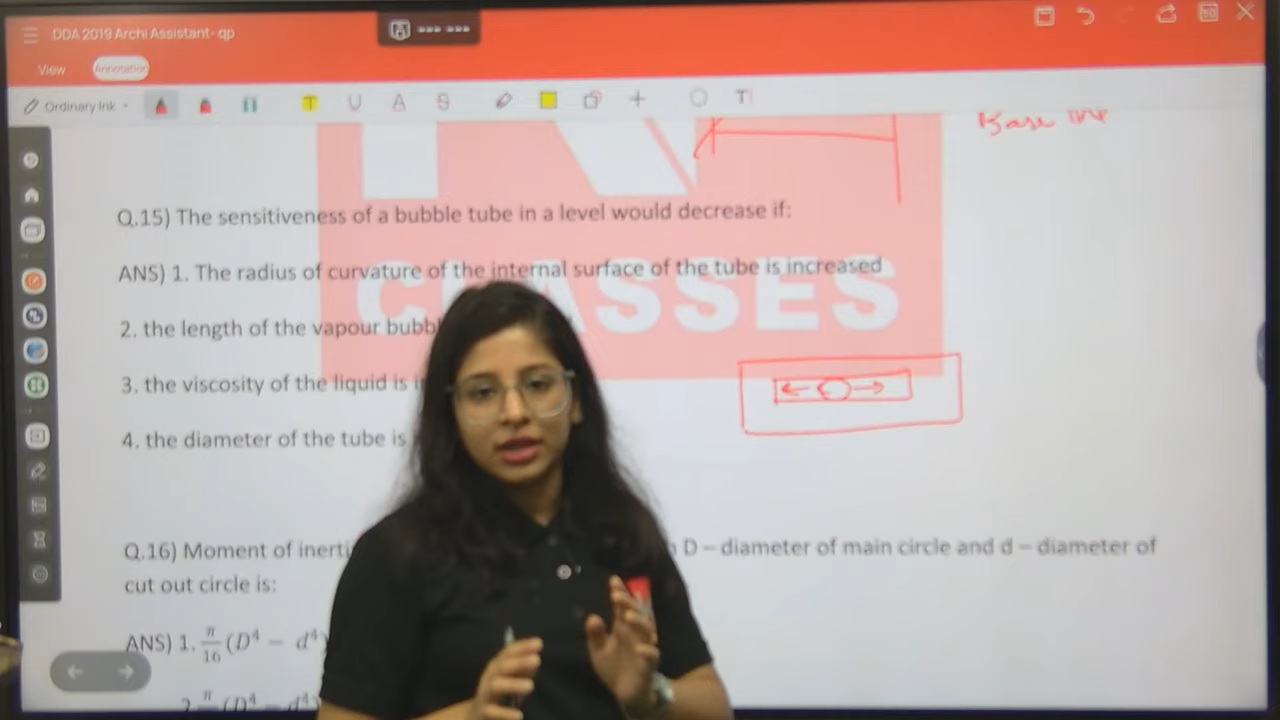 DDA 2019 Archi Assistant- qp
View Annotation
Ordinary Ink
Base
Q.15) The sensitiveness of a bubble tube in a level would decrease if:
ANS) 1. The radius of curvature of the internal surface of the tube is increased
CLASSES
2. the length of the vapour
3. the viscosity of the liquid is
4. the diameter of the tube is
Q.16) Moment of D – diameter of main circle and d – diameter of
cut out circle is:
ANS) 1. π/16 (D⁴ – d⁴)